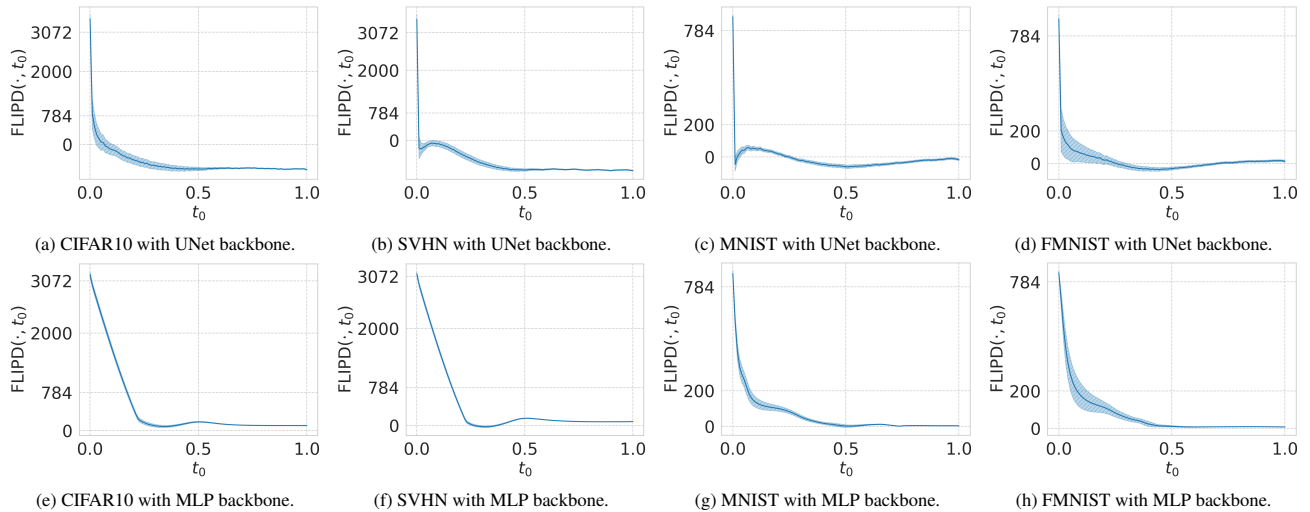 3072
2000
784
0
FLIPD(·, t₀)
0.0 0.5 1.0
t₀
(a) CIFAR10 with UNet backbone.
3072
2000
784
0
FLIPD(·, t₀)
0.0 0.5 1.0
t₀
(b) SVHN with UNet backbone.
784
200
0
FLIPD(·, t₀)
0.0 0.5 1.0
t₀
(c) MNIST with UNet backbone.
784
200
0
FLIPD(·, t₀)
0.0 0.5 1.0
t₀
(d) FMNIST with UNet backbone.
3072
2000
784
0
FLIPD(·, t₀)
0.0 0.5 1.0
t₀
(e) CIFAR10 with MLP backbone.
3072
2000
784
0
FLIPD(·, t₀)
0.0 0.5 1.0
t₀
(f) SVHN with MLP backbone.
784
200
0
FLIPD(·, t₀)
0.0 0.5 1.0
t₀
(g) MNIST with MLP backbone.
784
200
0
FLIPD(·, t₀)
0.0 0.5 1.0
t₀
(h) FMNIST with MLP backbone.